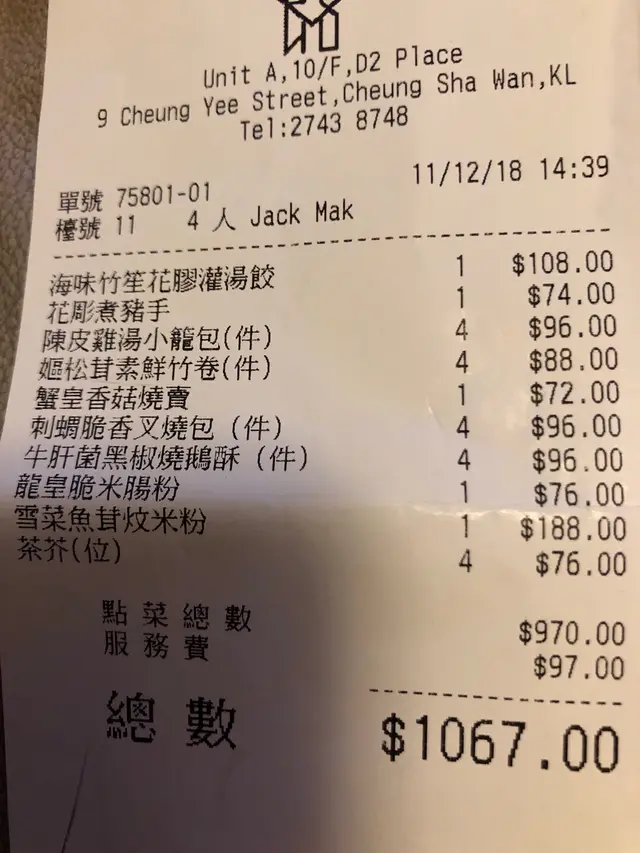 Unit A,10/F,D2 Place
9 Cheung Yee Street,Cheung Sha Wan,KL
Tel:2743 8748
11/12/18 14:39
單號 75801-01
檯號 11 4 人 Jack Mak
海味竹笙花膠灌湯餃 1 $108.00
花彫煮豬手 1 $74.00
陳皮雞湯小籠包(件) 4 $96.00
嫗松茸素鮮竹卷(件) 4 $88.00
蟹皇香菇燒賣 1 $72.00
刺蝴脆香叉燒包 (件) 4 $96.00
牛肝菌黑椒燒鵝酥 (件) 4 $96.00
龍皇脆米腸粉 1 $76.00
雪菜魚茸炆米粉 1 $188.00
茶芥(位) 4 $76.00
點菜總數 $970.00
服務費 $97.00
總數 $1067.00